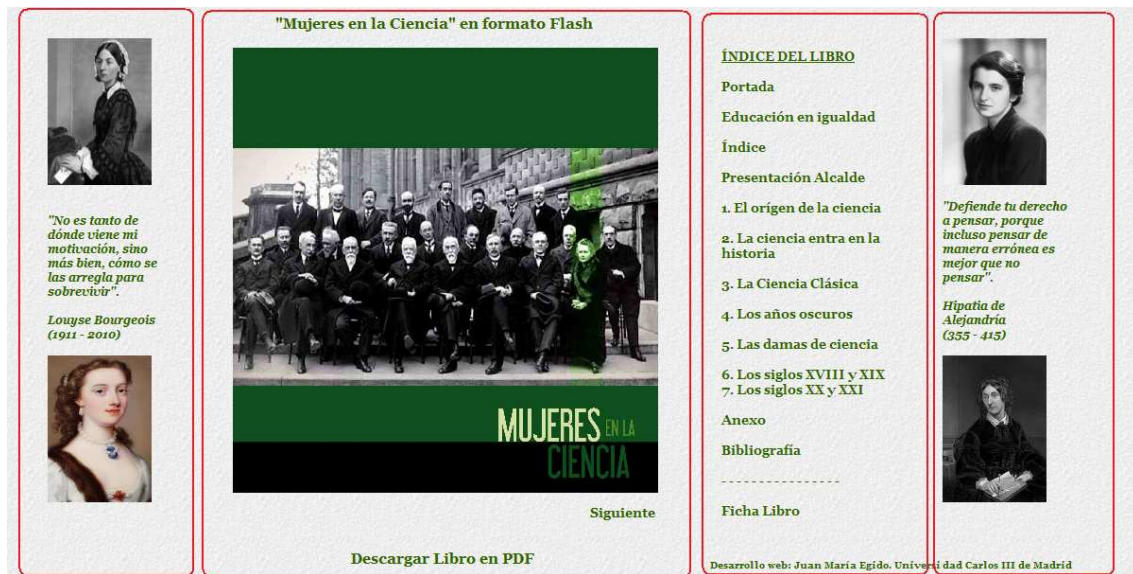 "Mujeres en la Ciencia" en formato Flash
"No es tanto de
dónde viene mi
motivación, sino
más bien, cómo se
las arregla para
sobrevivir".
Louyse Bourgeois
(1911 - 2010)
MUJERES EN LA
CIENCIA
Siguiente
Descargar Libro en PDF
ÍNDICE DEL LIBRO
Portada
Educación en igualdad
Índice
Presentación Alcalde
1. El orígen de la ciencia
2. La ciencia entra en la
historia
3. La Ciencia Clásica
4. Los años oscuros
5. Las damas de ciencia
6. Los siglos XVIII y XIX
7. Los siglos XX y XXI
Anexo
Bibliografía
- - - - - - - - - - - - - - - -
Ficha Libro
"Defiende tu derecho
a pensar, porque
incluso pensar de
manera errónea es
mejor que no
pensar".
Hipatia de
Alejandría
(355 - 415)
Desarrollo web: Juan María Egido. Universidad Carlos III de Madrid